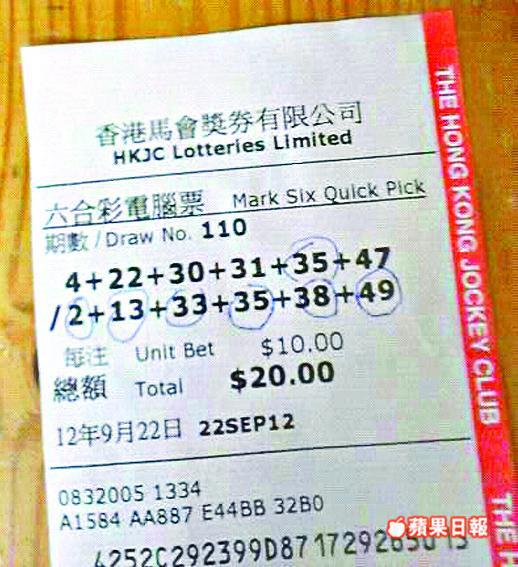 香港馬會獎券有限公司
HKJC Lotteries Limited
六合彩電腦票 Mark Six Quick Pick
期數 / Draw No. 110
4+22+30+31+35+47
/ 2+13+33+35+38+49
每注 Unit Bet $10.00
總額 Total $20.00
12年9月22日 22SEP12
0832005 1334
A1584 AA887 E44BB 32B0
4252C292399D87
THE HONG KONG JOCKEY CLUB
THE H
蘋果日報